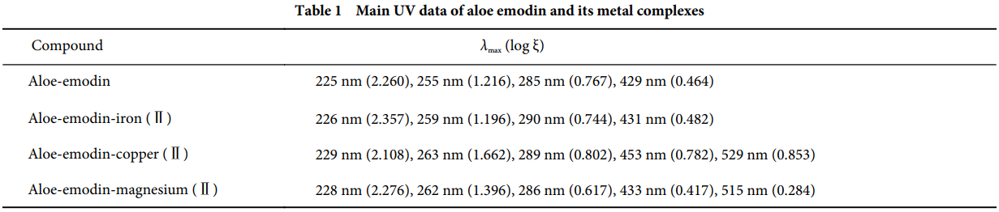 Table 1 Main UV data of aloe emodin and its metal complexes
Compound λmax (log ξ)
Aloe-emodin 225 nm (2.260), 255 nm (1.216), 285 nm (0.767), 429 nm (0.464)
Aloe-emodin-iron (Ⅱ) 226 nm (2.357), 259 nm (1.196), 290 nm (0.744), 431 nm (0.482)
Aloe-emodin-copper (Ⅱ) 229 nm (2.108), 263 nm (1.662), 289 nm (0.802), 453 nm (0.782), 529 nm (0.853)
Aloe-emodin-magnesium (Ⅱ) 228 nm (2.276), 262 nm (1.396), 286 nm (0.617), 433 nm (0.417), 515 nm (0.284)